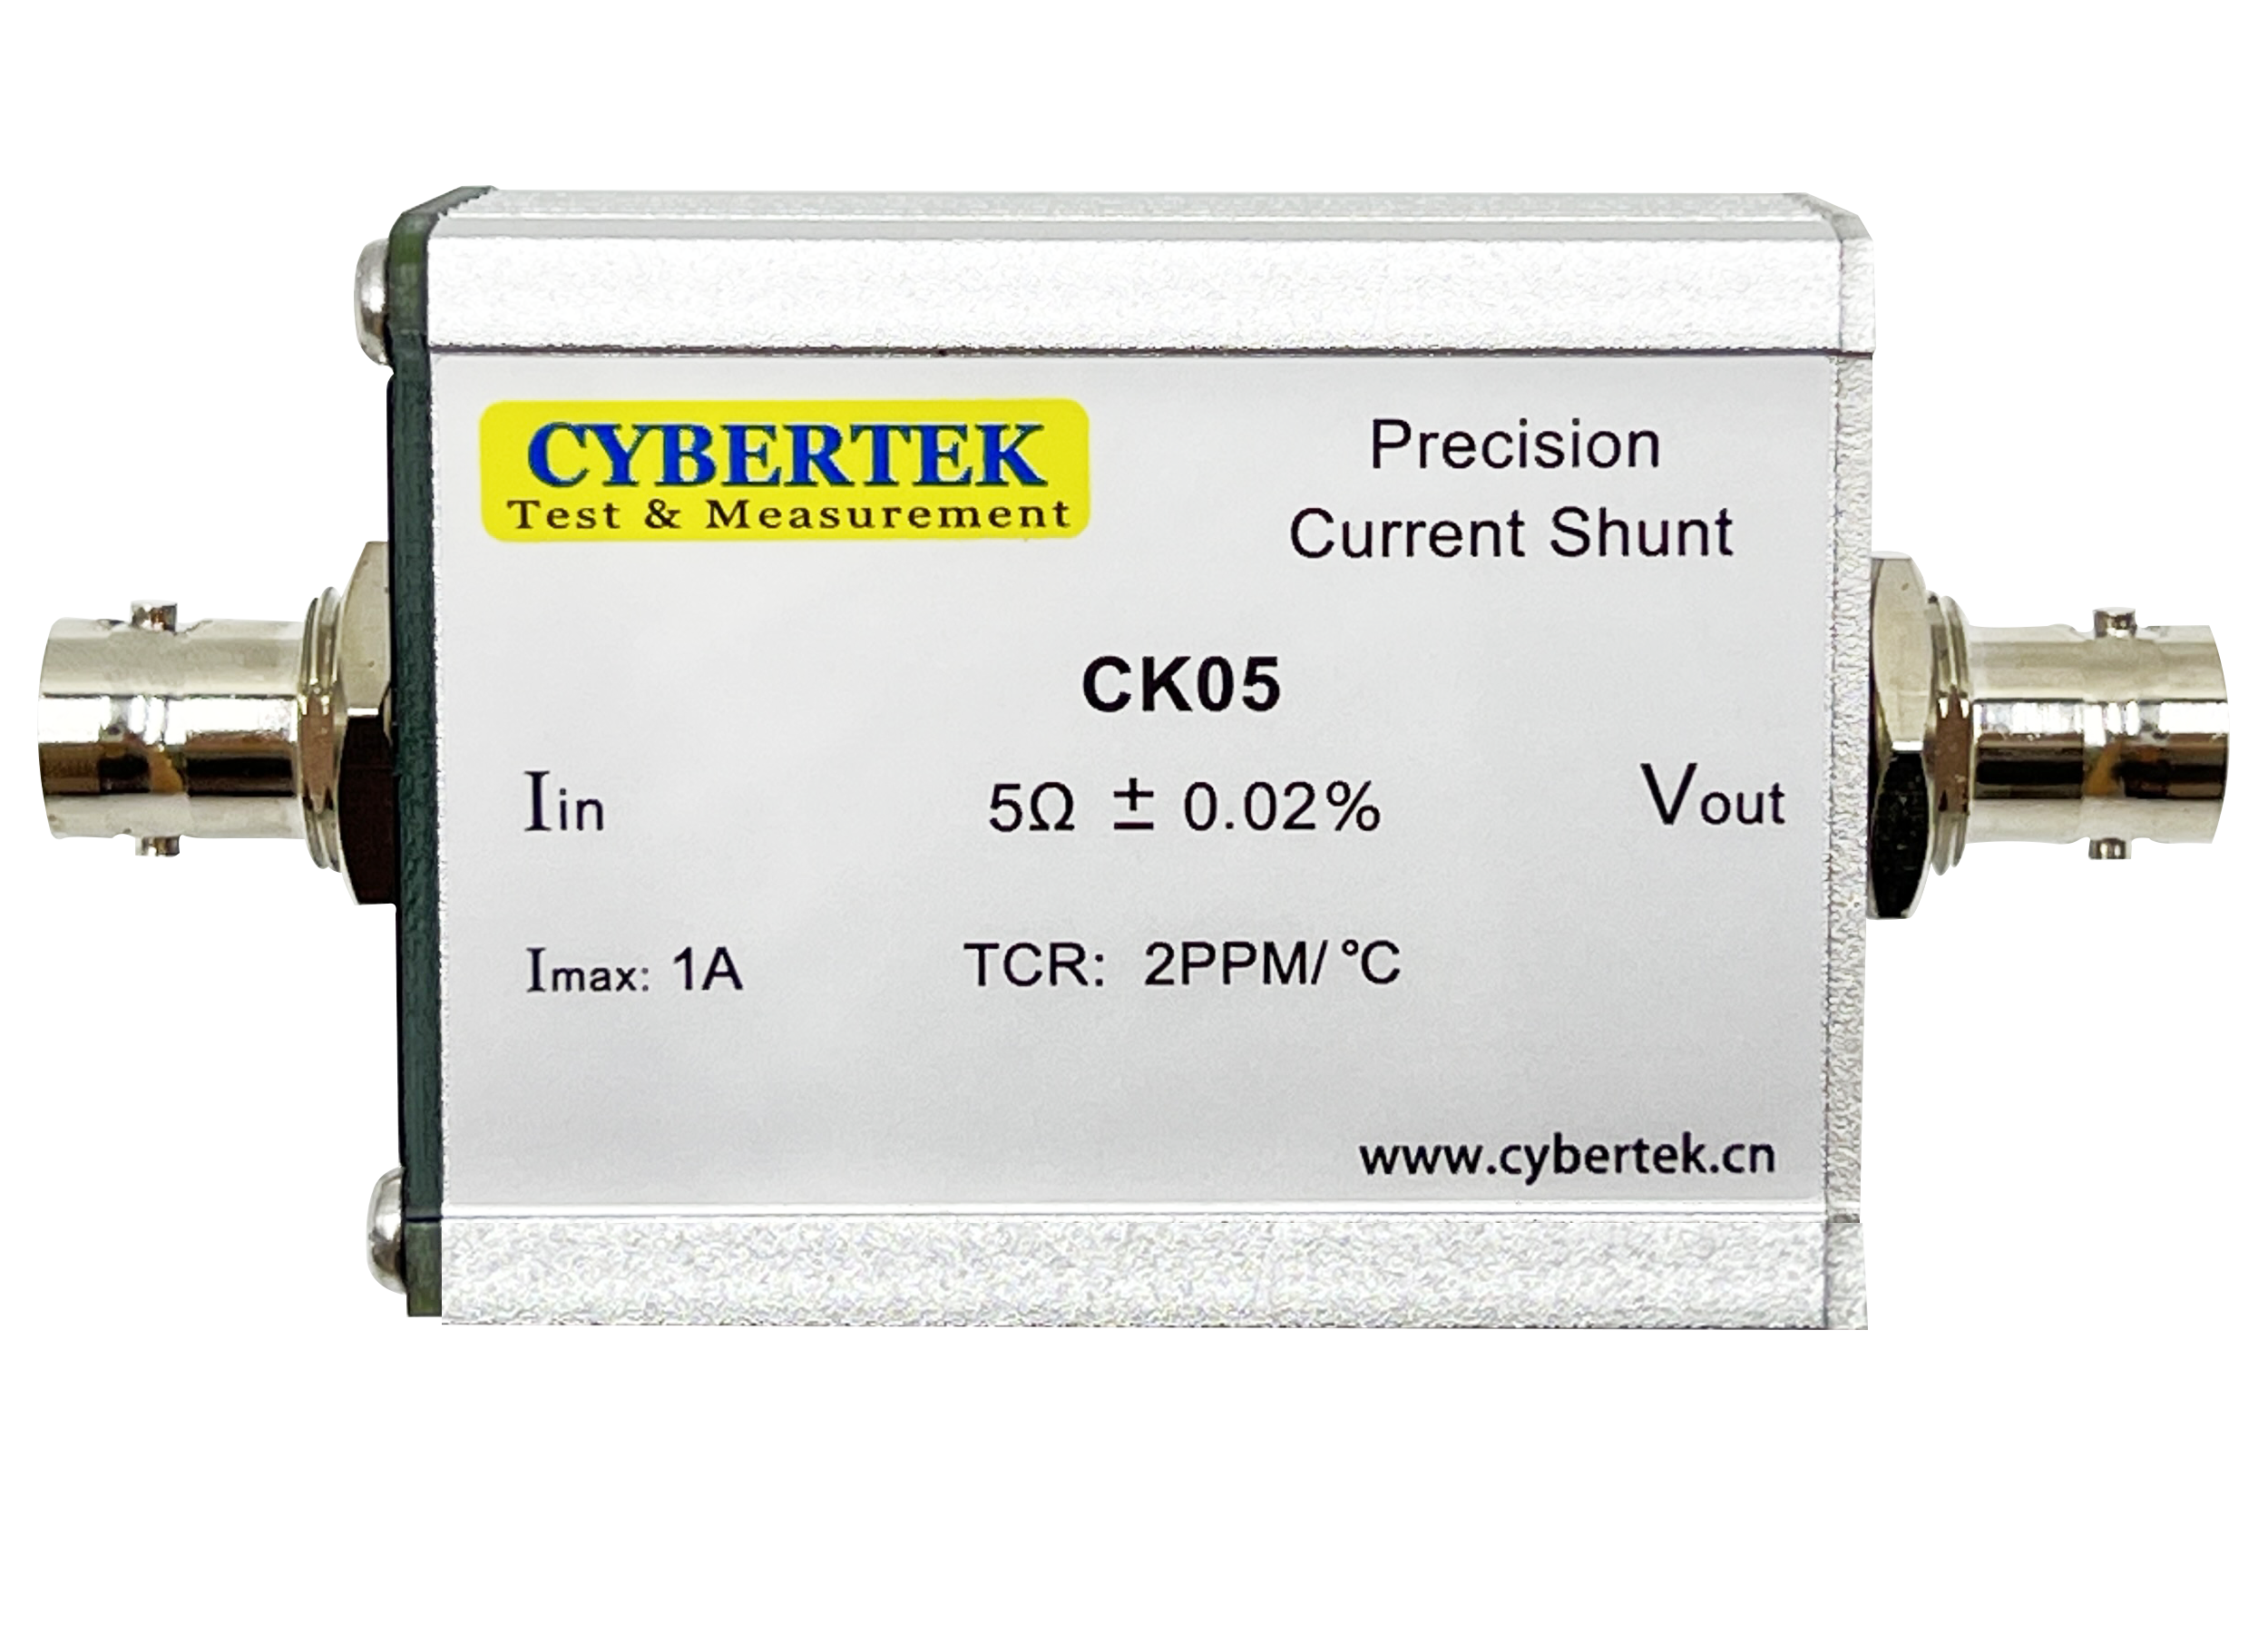 CYBERTEK
Test & Measurement
Precision
Current Shunt
CK05
Iin
5Ω ± 0.02%
Vout
Imax: 1A
TCR: 2PPM/ °C
www.cybertek.cn